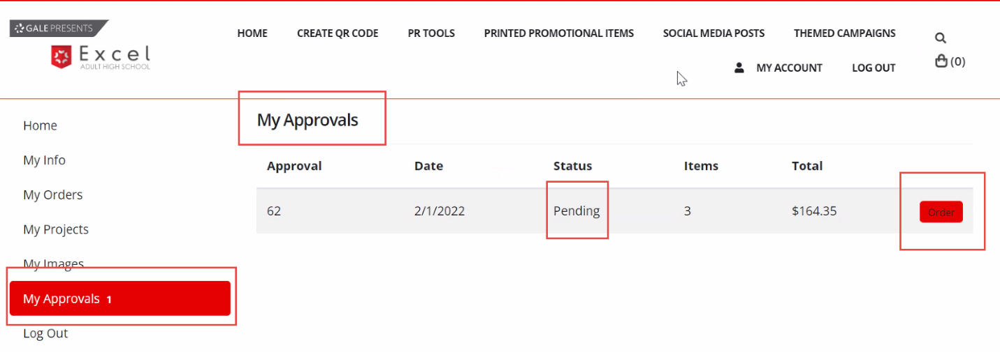 GALE PRESENTS
Excel
ADULT HIGH SCHOOL
HOME CREATE QR CODE PR TOOLS PRINTED PROMOTIONAL ITEMS SOCIAL MEDIA POSTS THEMED CAMPAIGNS
MY ACCOUNT LOG OUT (0)
Home
My Info
My Orders
My Projects
My Images
My Approvals 1
Log Out
My Approvals
Approval Date Status Items Total
62 2/1/2022 Pending 3 $164.35 Order